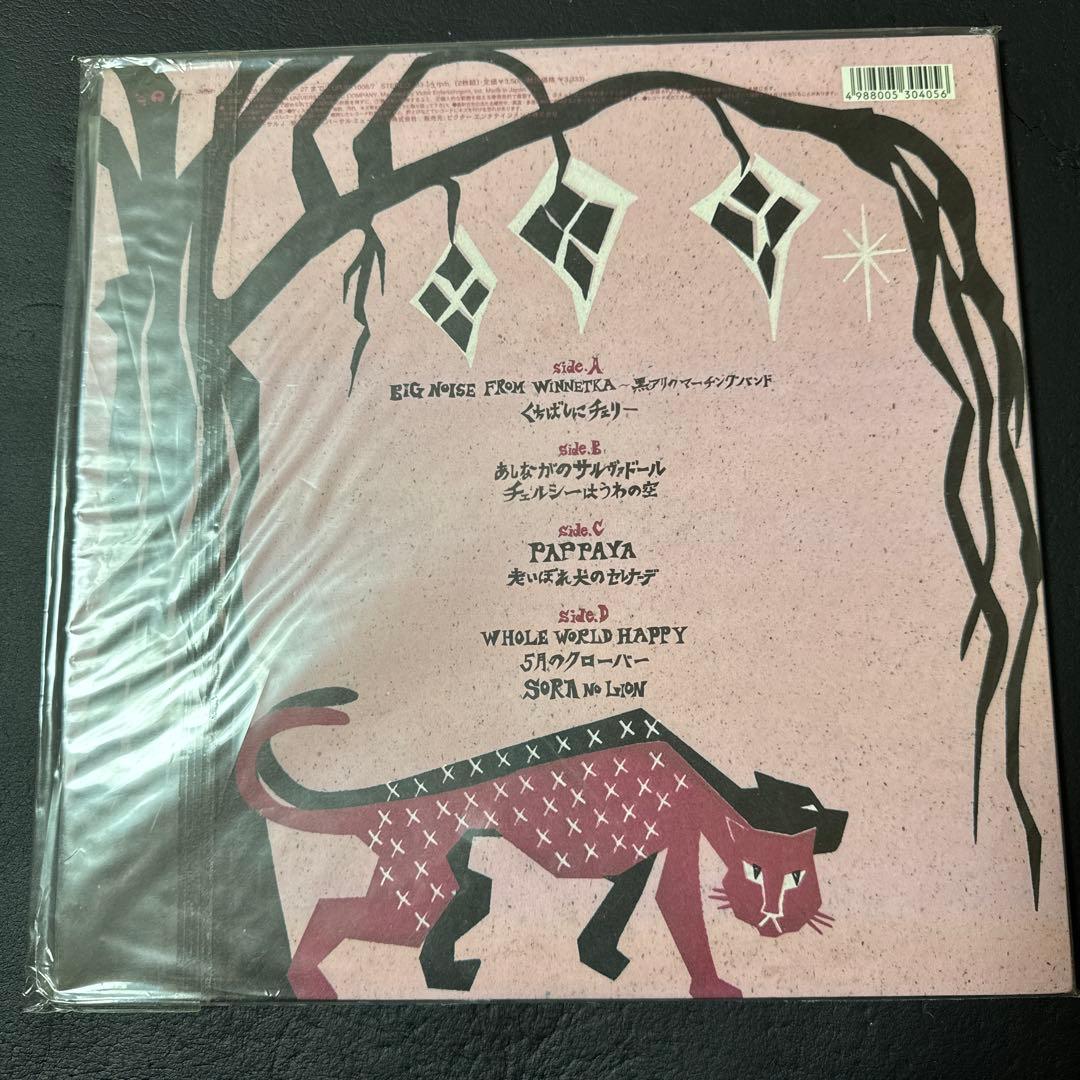 4 988005 304056
side.A
BIG NOISE FROM WINNETKA～黒アリのマーチングバンド
くちばしにチェリー
side.B
あしながのサルヴァドール
チェルシーはうわの空
side.C
PAPPAYA
老いぼれ犬のセレナーデ
side.D
WHOLE WORLD HAPPY
5月のクローバー
SORA NO LION